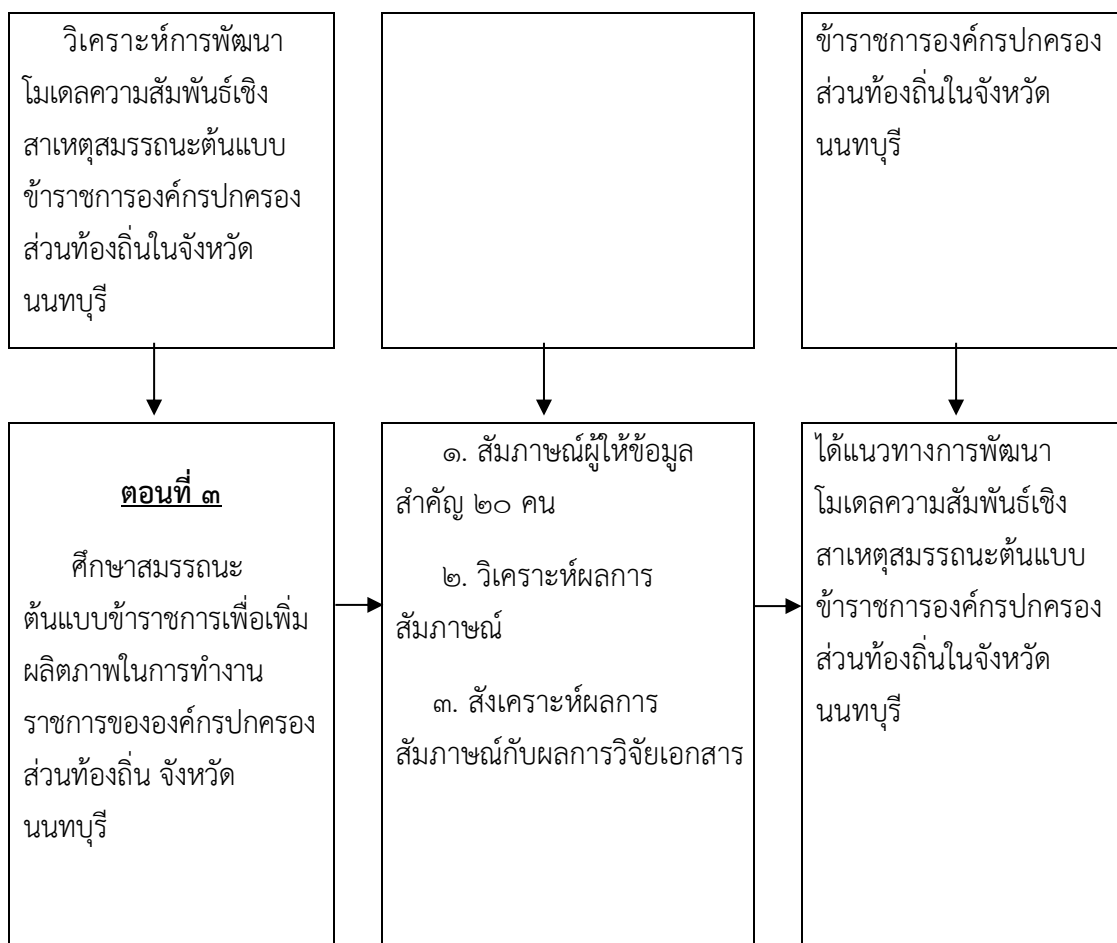 วิเคราะห์การพัฒนา
โมเดลความสัมพันธ์เชิง
สาเหตุสมรรถนะต้นแบบ
ข้าราชการองค์กรปกครอง
ส่วนท้องถิ่นในจังหวัด
นนทบุรี
ข้าราชการองค์กรปกครอง
ส่วนท้องถิ่นในจังหวัด
นนทบุรี
ตอนที่ ๓
ศึกษาสมรรถนะ
ต้นแบบข้าราชการเพื่อเพิ่ม
ผลิตภาพในการทำงาน
ราชการขององค์กรปกครอง
ส่วนท้องถิ่น จังหวัด
นนทบุรี
๑. สัมภาษณ์ผู้ให้ข้อมูล
สำคัญ ๒๐ คน
๒. วิเคราะห์ผลการ
สัมภาษณ์
๓. สังเคราะห์ผลการ
สัมภาษณ์กับผลการวิจัยเอกสาร
ได้แนวทางการพัฒนา
โมเดลความสัมพันธ์เชิง
สาเหตุสมรรถนะต้นแบบ
ข้าราชการองค์กรปกครอง
ส่วนท้องถิ่นในจังหวัด
นนทบุรี